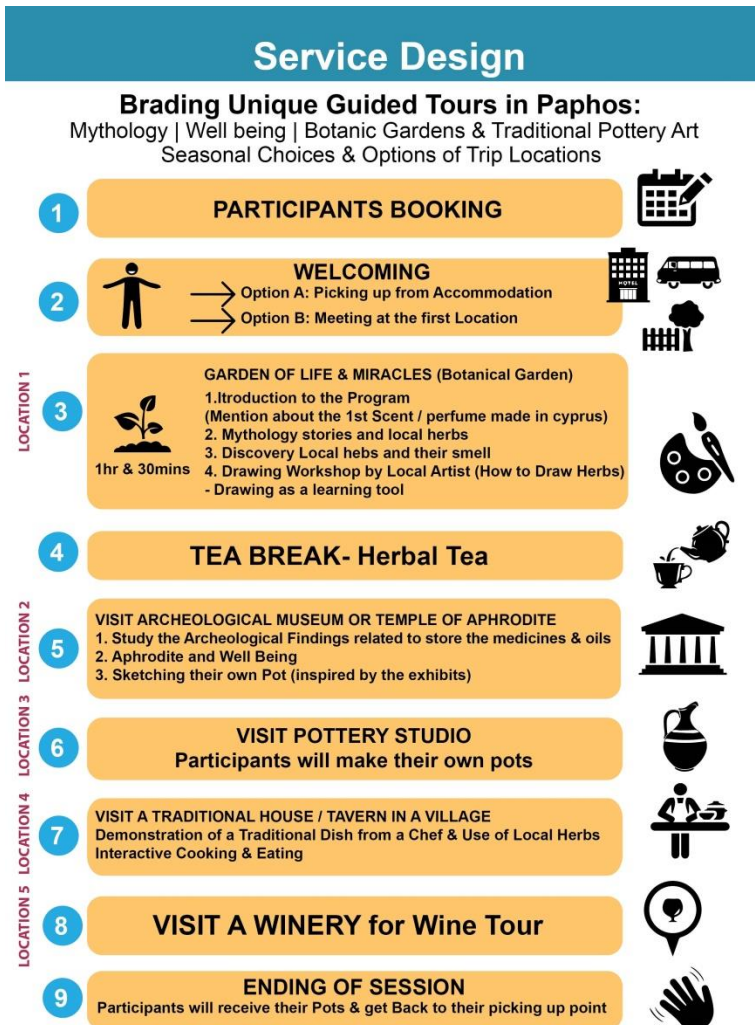 Service Design
Brading Unique Guided Tours in Paphos:
Mythology | Well being | Botanic Gardens & Traditional Pottery Art
Seasonal Choices & Options of Trip Locations
1
PARTICIPANTS BOOKING
2
WELCOMING
Option A: Picking up from Accommodation
Option B: Meeting at the first Location
HOTEL
LOCATION 1
3
1hr & 30mins
GARDEN OF LIFE & MIRACLES (Botanical Garden)
1.Itroduction to the Program
(Mention about the 1st Scent / perfume made in cyprus)
2. Mythology stories and local herbs
3. Discovery Local hebs and their smell
4. Drawing Workshop by Local Artist (How to Draw Herbs)
- Drawing as a learning tool
4
TEA BREAK- Herbal Tea
LOCATION 2
5
VISIT ARCHEOLOGICAL MUSEUM OR TEMPLE OF APHRODITE
1. Study the Archeological Findings related to store the medicines & oils
2. Aphrodite and Well Being
3. Sketching their own Pot (inspired by the exhibits)
LOCATION 3
6
VISIT POTTERY STUDIO
Participants will make their own pots
LOCATION 4
7
VISIT A TRADITIONAL HOUSE / TAVERN IN A VILLAGE
Demonstration of a Traditional Dish from a Chef & Use of Local Herbs
Interactive Cooking & Eating
LOCATION 5
8
VISIT A WINERY for Wine Tour
9
ENDING OF SESSION
Participants will receive their Pots & get Back to their picking up point